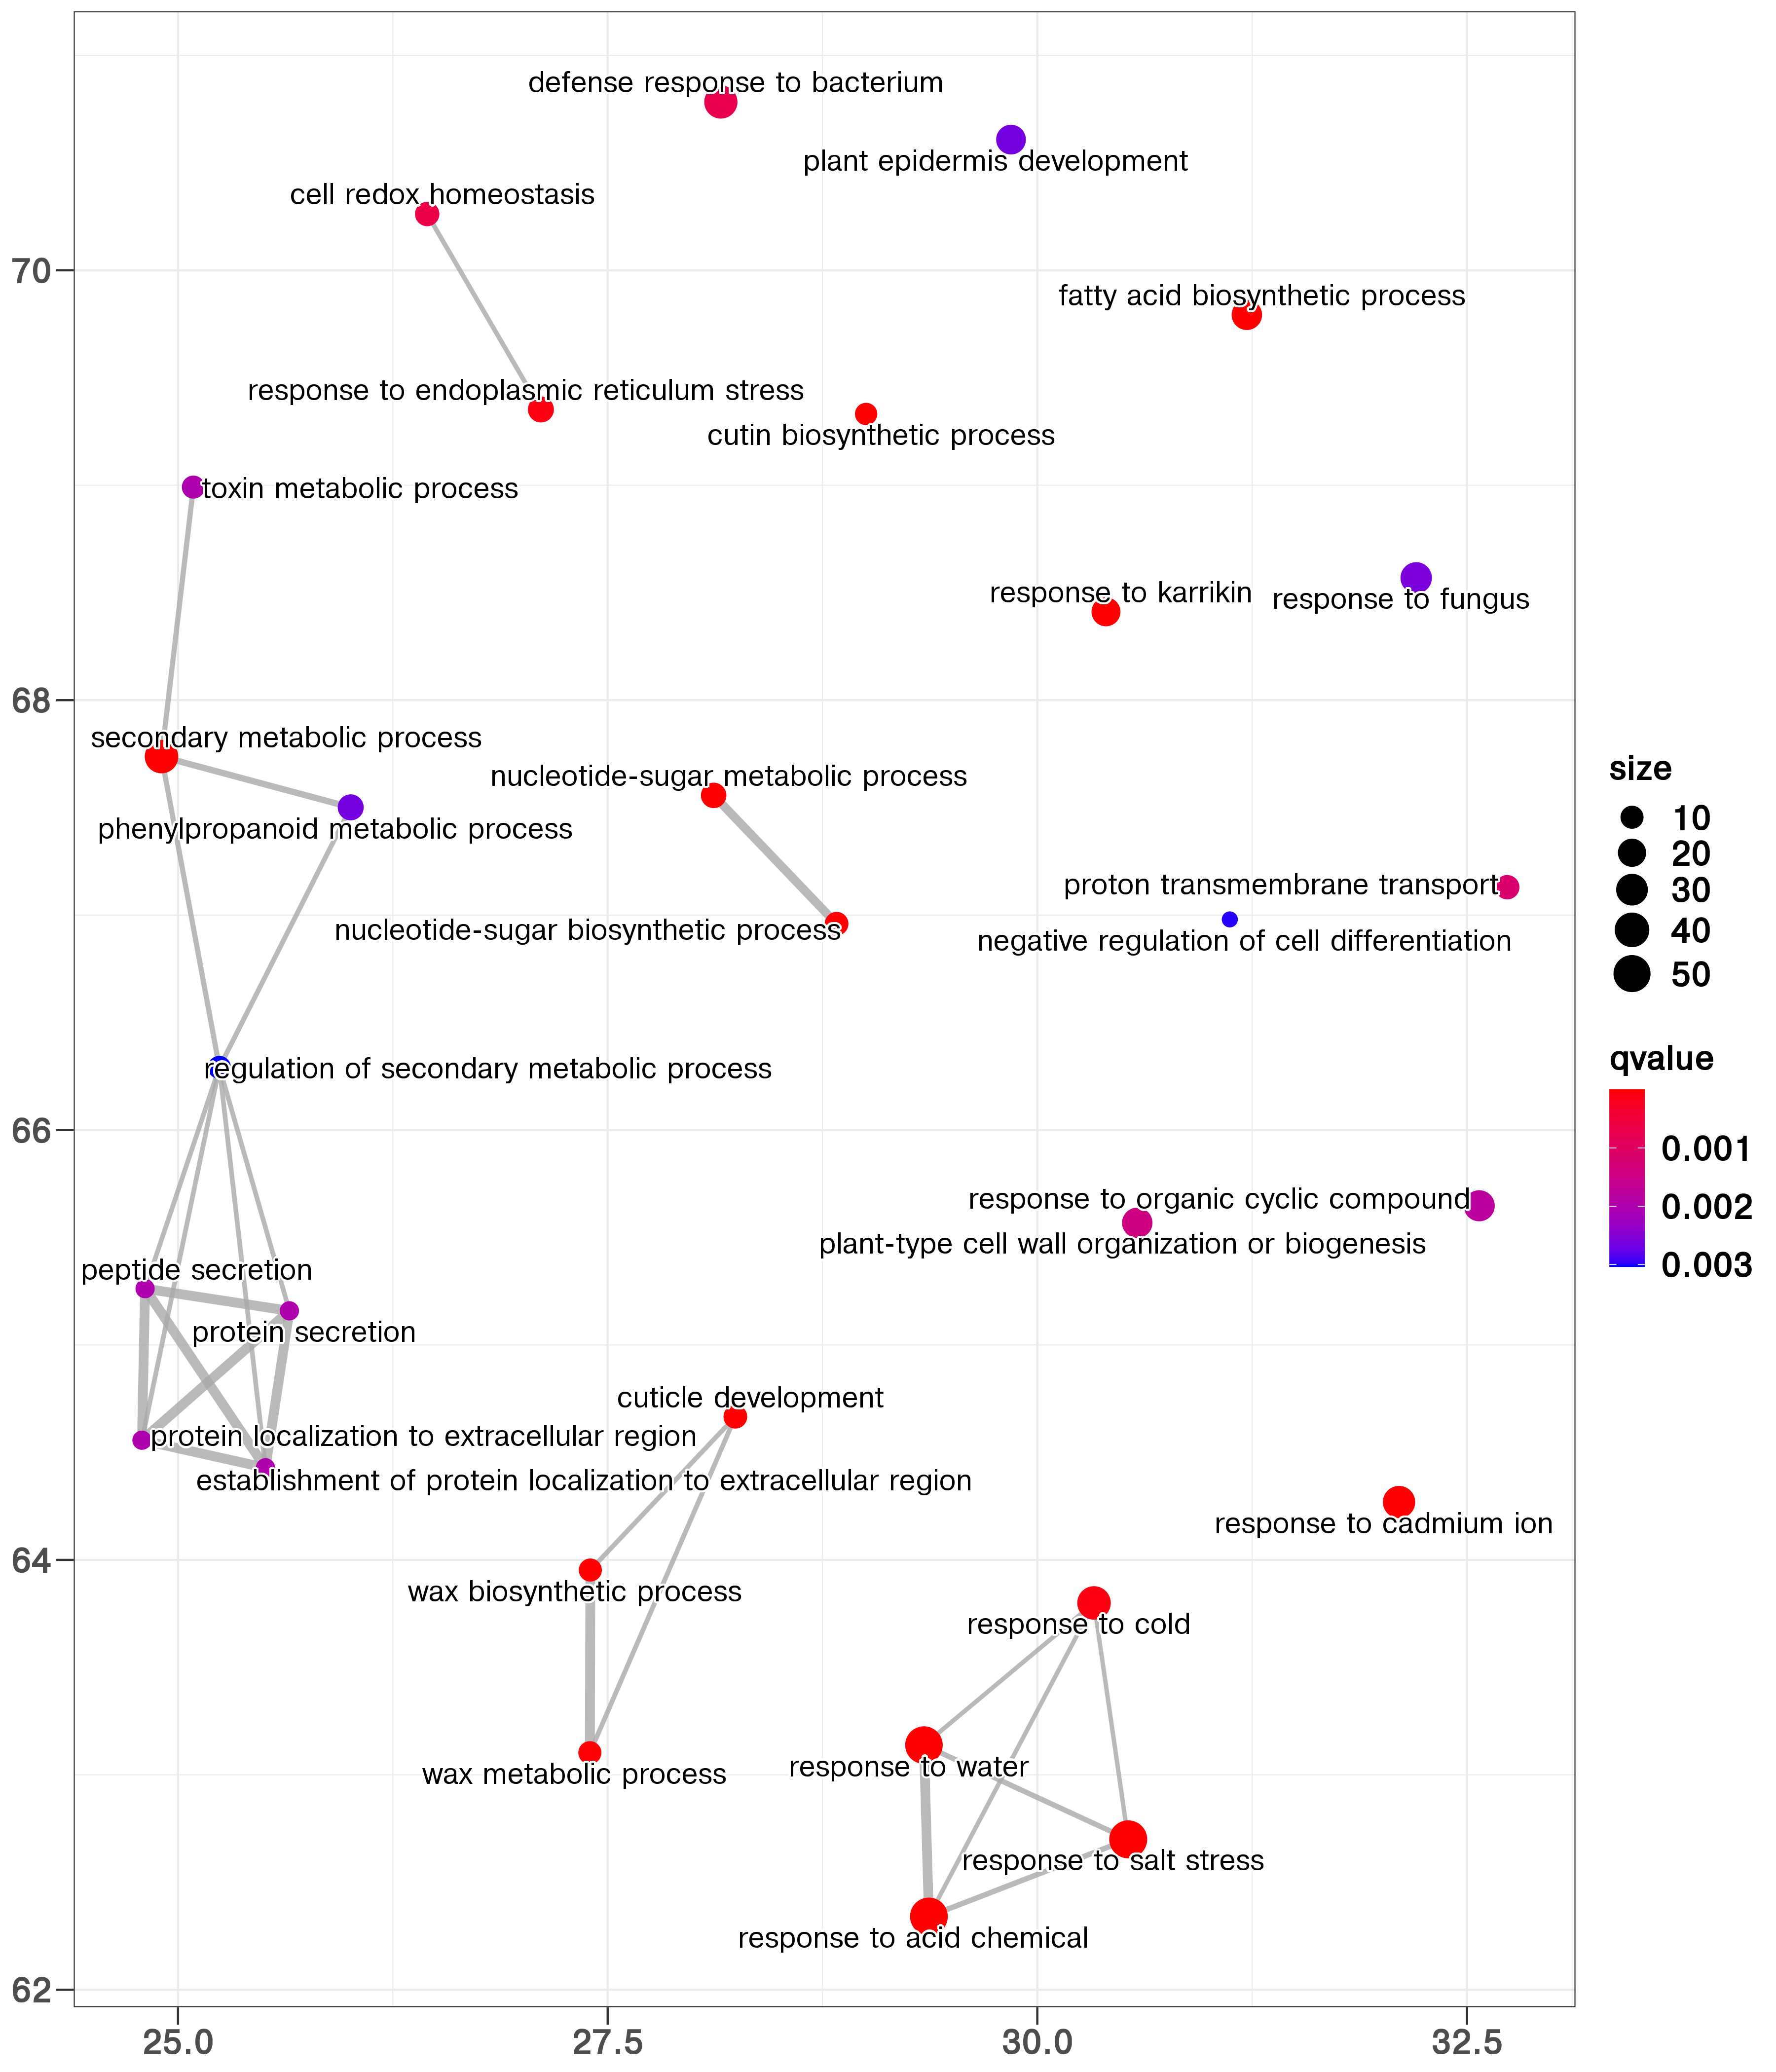 defense response to bacterium
plant epidermis development
cell redox homeostasis
70
fatty acid biosynthetic process
response to endoplasmic reticulum stress
cutin biosynthetic process
toxin metabolic process
response to karrikin
response to fungus
68
secondary metabolic process
nucleotide-sugar metabolic process
phenylpropanoid metabolic process
proton transmembrane transport
nucleotide-sugar biosynthetic process
negative regulation of cell differentiation
regulation of secondary metabolic process
66
response to organic cyclic compound
plant-type cell wall organization or biogenesis
peptide secretion
protein secretion
cuticle development
protein localization to extracellular region
establishment of protein localization to extracellular region
response to cadmium ion
64
wax biosynthetic process
response to cold
response to water
wax metabolic process
response to salt stress
response to acid chemical
62
25.0
27.5
30.0
32.5
size
10
20
30
40
50
qvalue
0.001
0.002
0.003